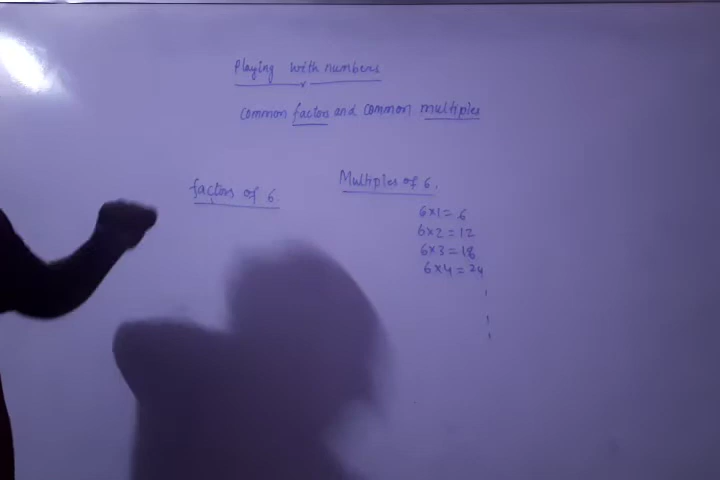 Playing with numbers
Common factors and common multiples
factors of 6.
Multiples of 6.
6×1= 6
6×2 = 12
6×3 = 18
6×4 = 24